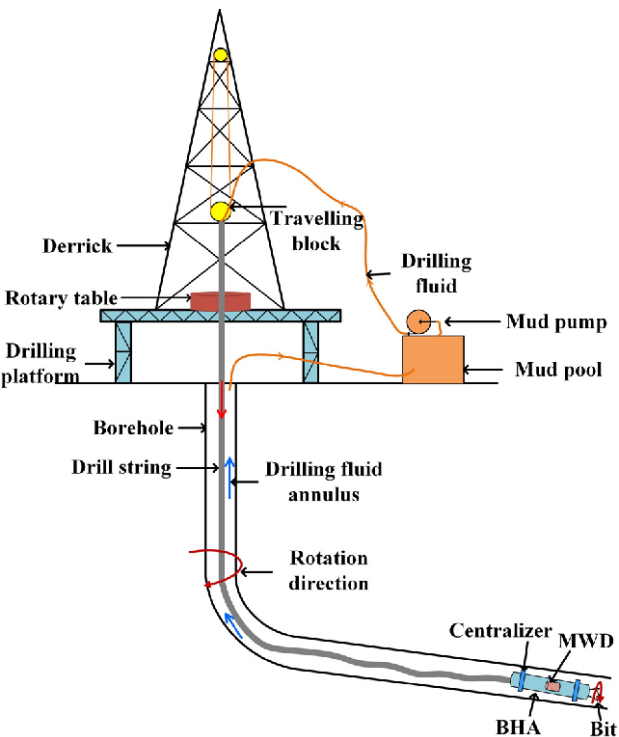 Travelling
block
Derrick
Drilling
fluid
Rotary table
Mud pump
Drilling
platform
Mud pool
Borehole
Drill string
Drilling fluid
annulus
Rotation
direction
Centralizer
MWD
BHA
Bit